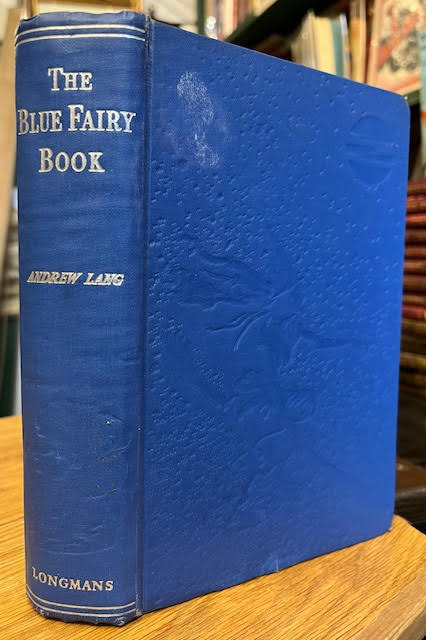 THE
BLUE FAIRY
BOOK
ANDREW LANG
LONGMANS